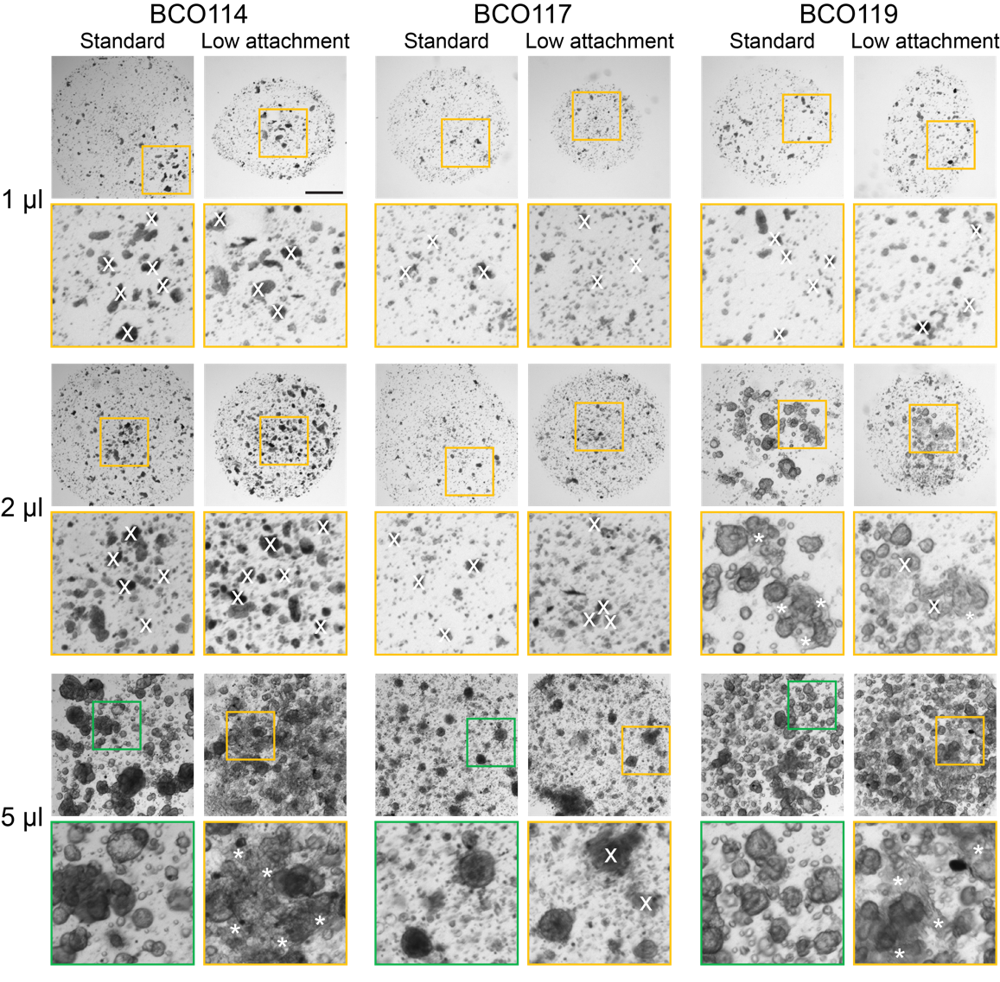 BCO114 BCO117 BCO119
Standard Low attachment Standard Low attachment Standard Low attachment
1 µl
X X X X X X
X X X X
X X X
X X X
X X X X X
X X X
2 µl
X X X X X
X X X X X X
X X X X
X X X X
* * * *
X X *
5 µl
* * * * *
X X
* * * *